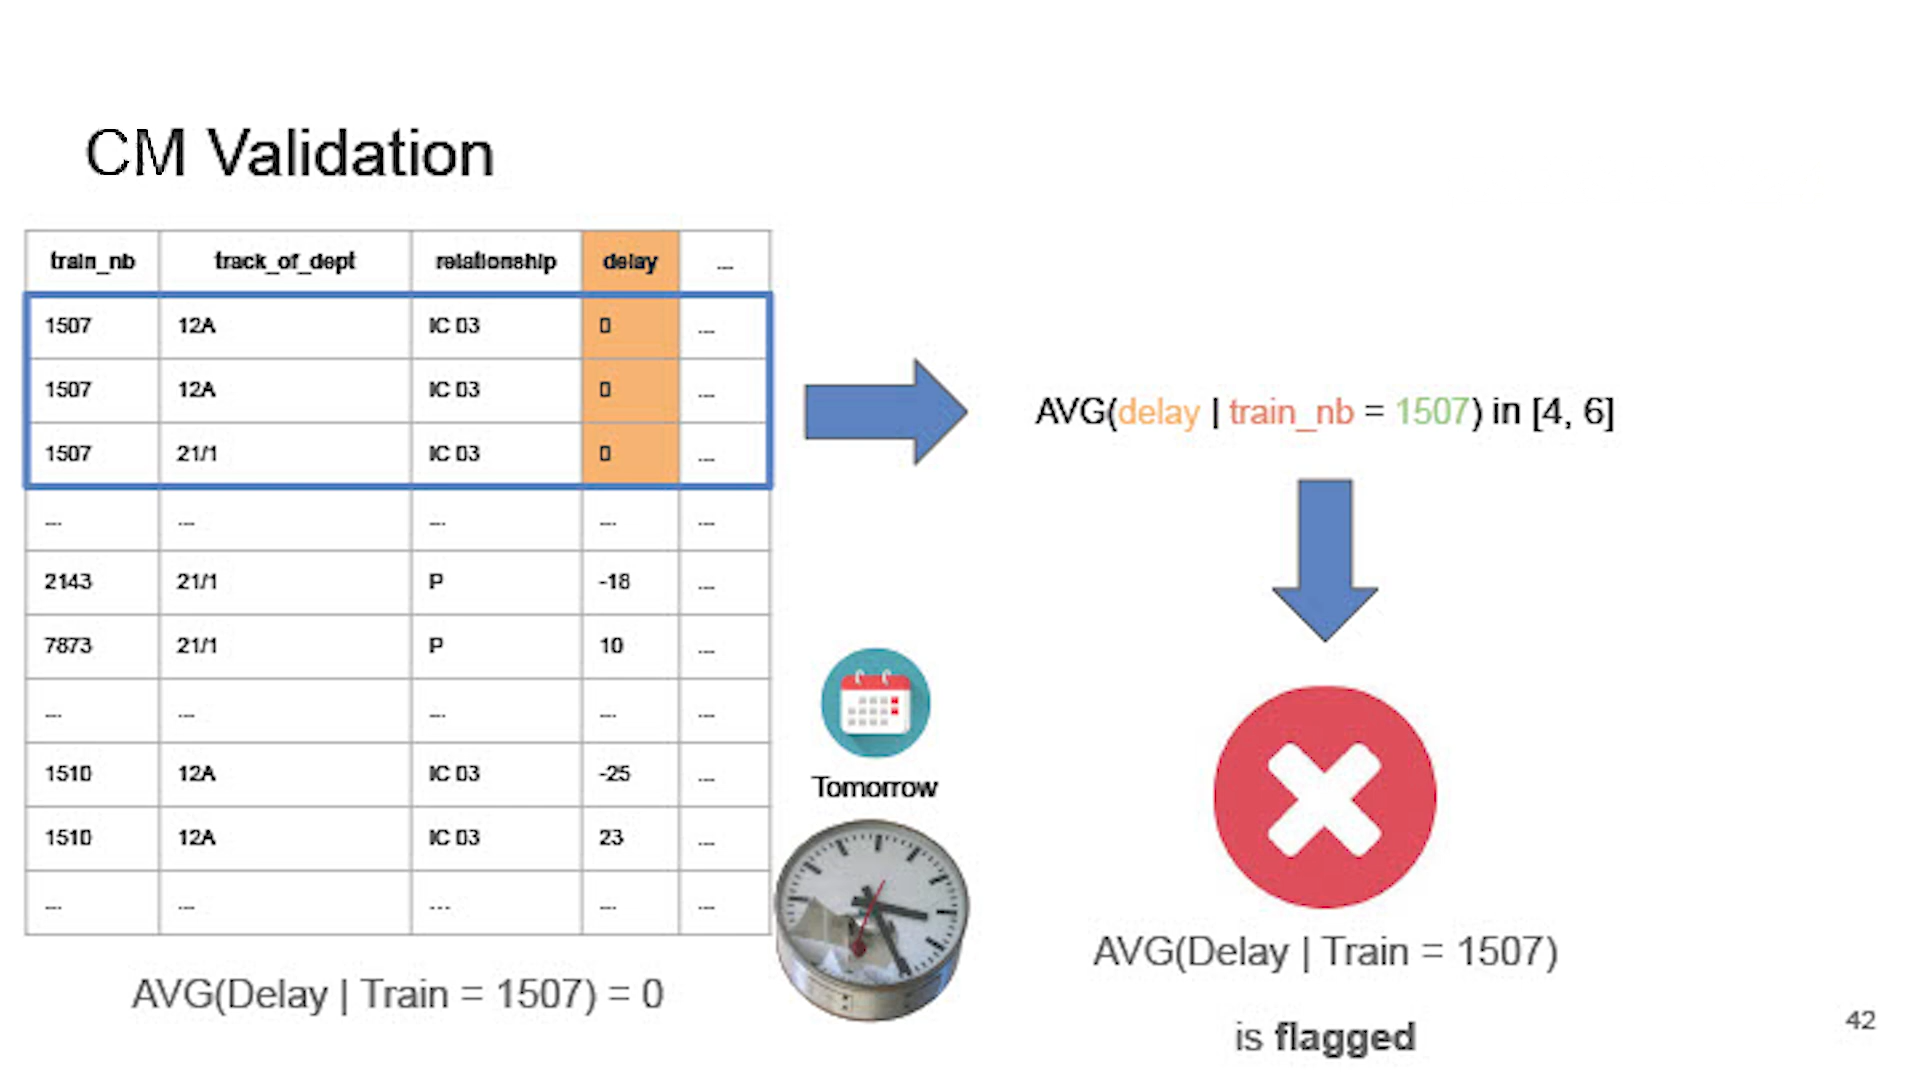 CM Validation
train_nb track_of_dept relationship delay ...
1507 12A IC 03 0 ...
1507 12A IC 03 0 ...
1507 21/1 IC 03 0 ...
... ... ... ... ...
2143 21/1 P -18 ...
7873 21/1 P 10 ...
... ... ... ... ...
1510 12A IC 03 -25 ...
1510 12A IC 03 23 ...
... ... ... ... ...
AVG(Delay | Train = 1507) = 0
Tomorrow
AVG(delay | train_nb = 1507) in [4, 6]
AVG(Delay | Train = 1507)
is flagged
42